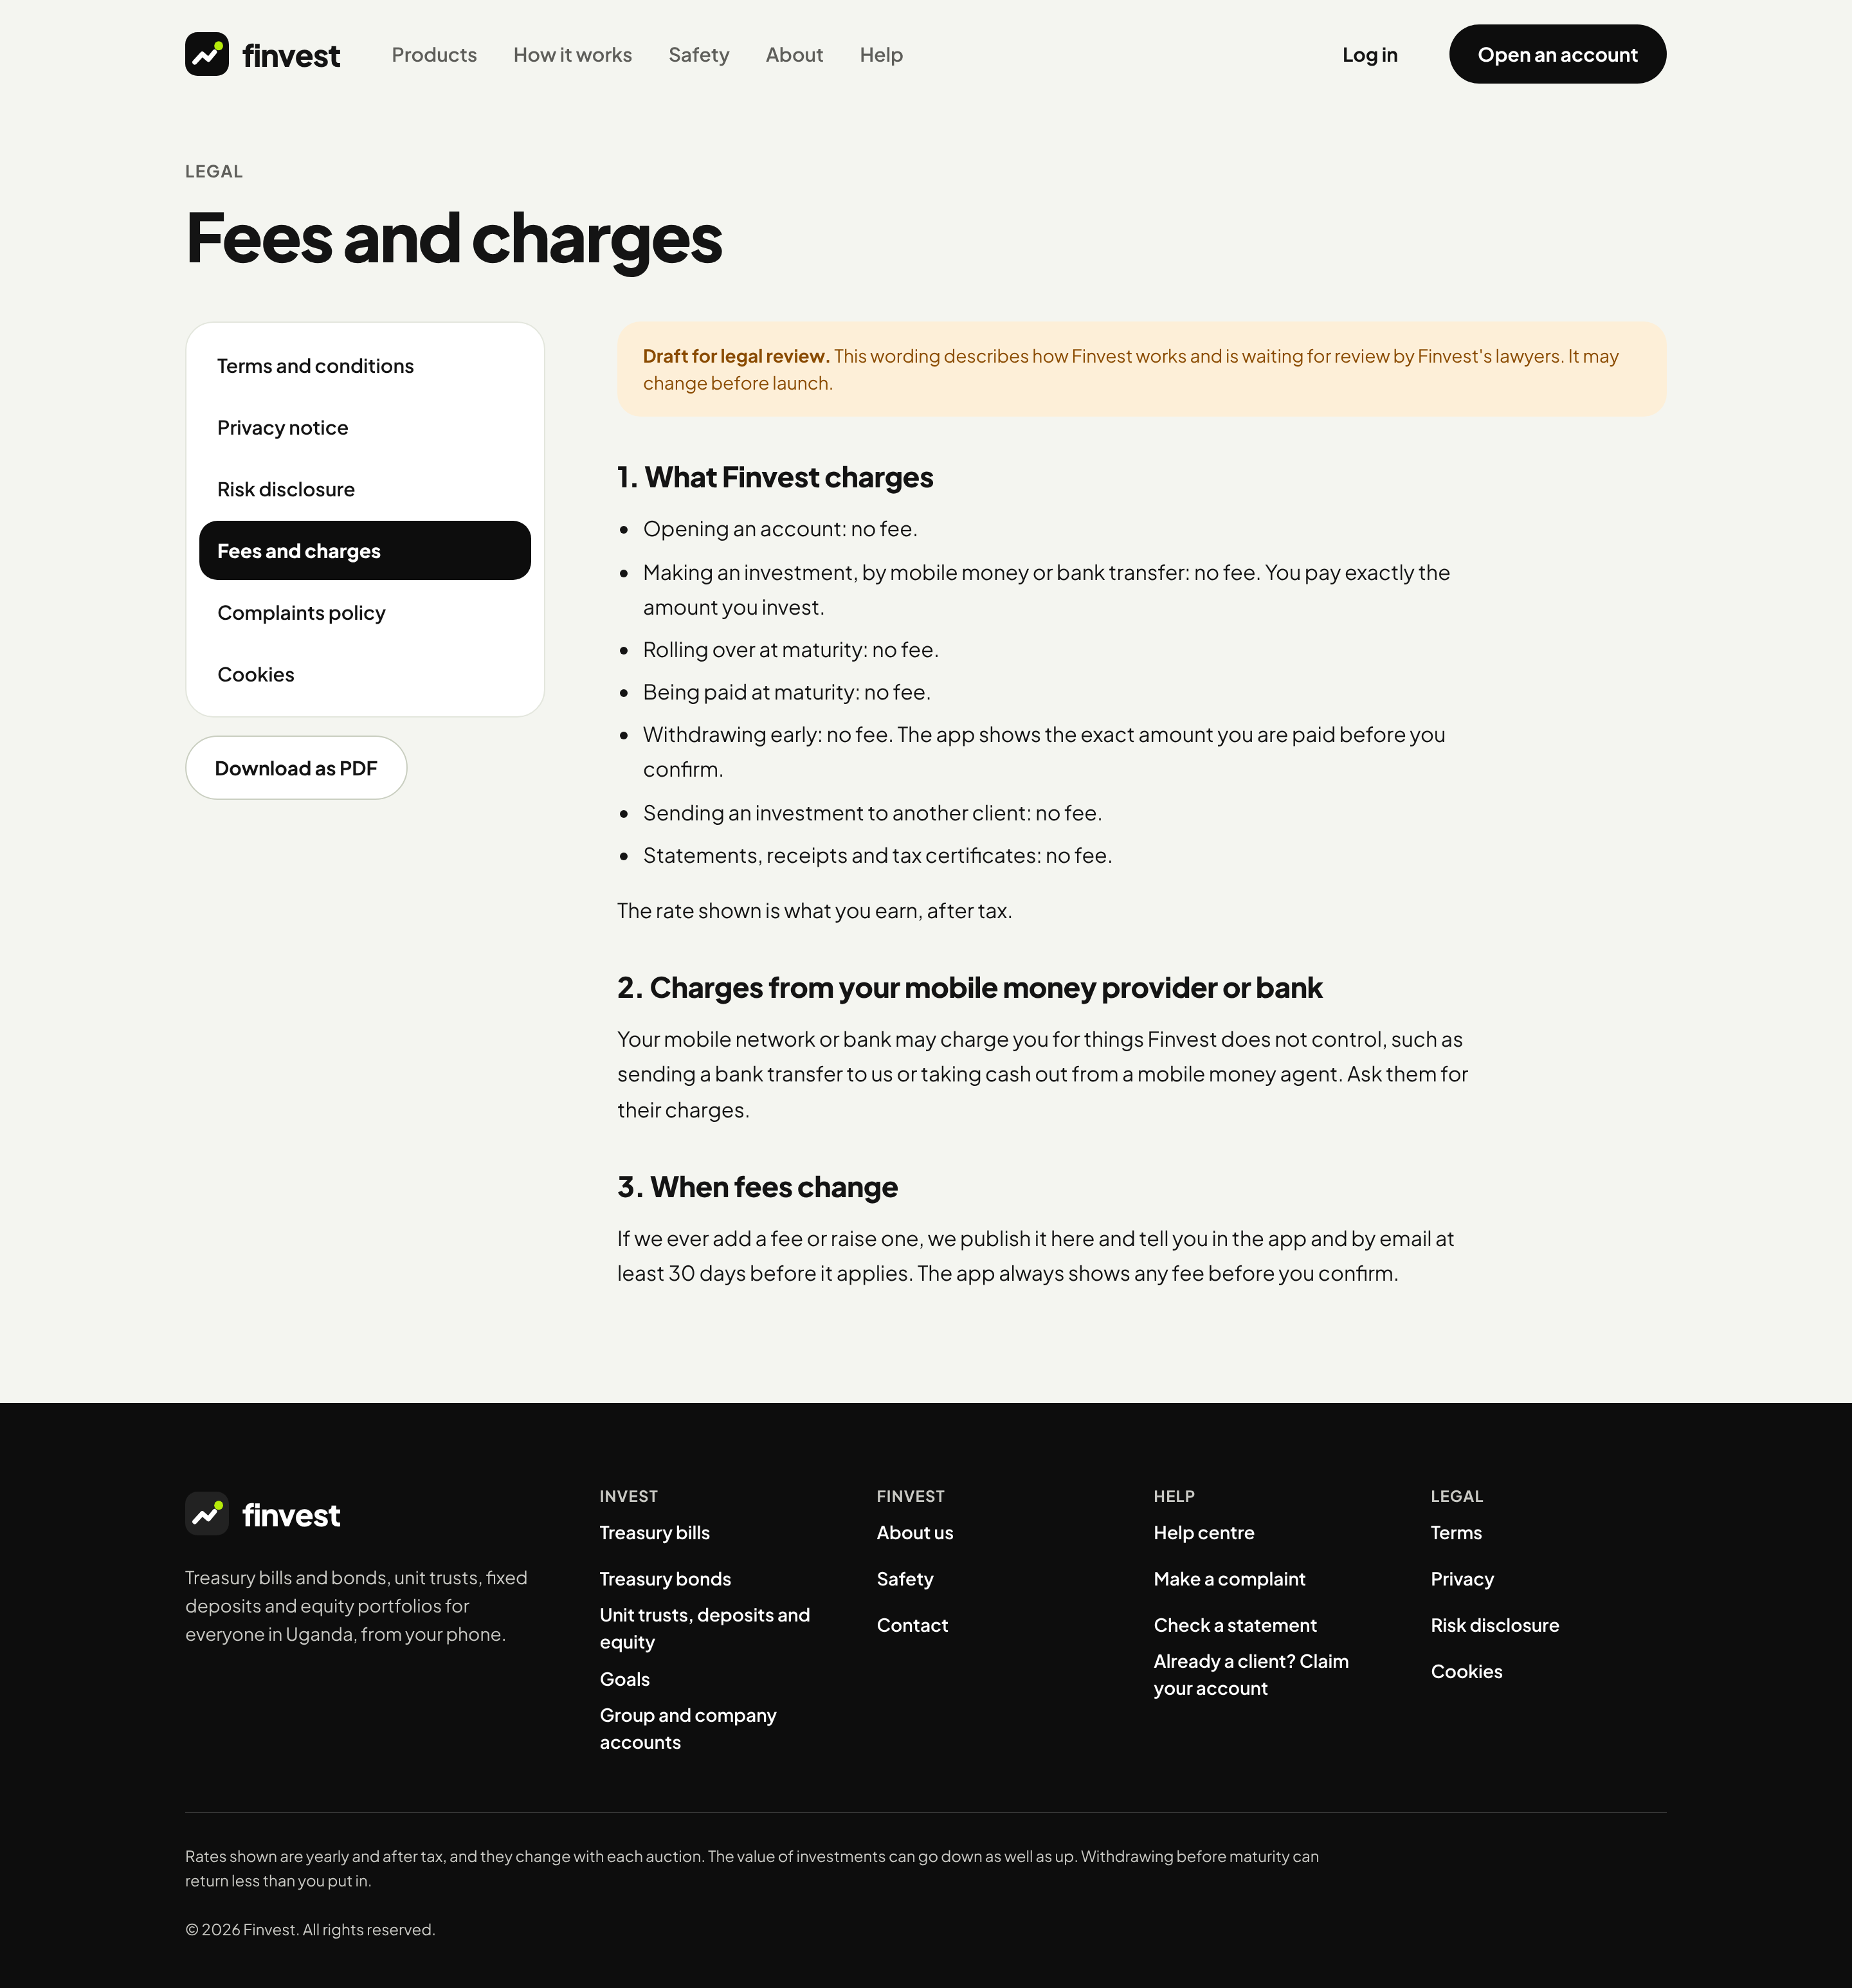 finvest
Products
How it works
Safety
About
Help
Log in
Open an account
LEGAL
Fees and charges
Terms and conditions
Privacy notice
Risk disclosure
Fees and charges
Complaints policy
Cookies
Download as PDF
Draft for legal review. This wording describes how Finvest works and is waiting for review by Finvest's lawyers. It may
change before launch.
1. What Finvest charges
• Opening an account: no fee.
• Making an investment, by mobile money or bank transfer: no fee. You pay exactly the
amount you invest.
• Rolling over at maturity: no fee.
• Being paid at maturity: no fee.
• Withdrawing early: no fee. The app shows the exact amount you are paid before you
confirm.
• Sending an investment to another client: no fee.
• Statements, receipts and tax certificates: no fee.
The rate shown is what you earn, after tax.
2. Charges from your mobile money provider or bank
Your mobile network or bank may charge you for things Finvest does not control, such as
sending a bank transfer to us or taking cash out from a mobile money agent. Ask them for
their charges.
3. When fees change
If we ever add a fee or raise one, we publish it here and tell you in the app and by email at
least 30 days before it applies. The app always shows any fee before you confirm.
finvest
Treasury bills and bonds, unit trusts, fixed
deposits and equity portfolios for
everyone in Uganda, from your phone.
INVEST
Treasury bills
Treasury bonds
Unit trusts, deposits and
equity
Goals
Group and company
accounts
FINVEST
About us
Safety
Contact
HELP
Help centre
Make a complaint
Check a statement
Already a client? Claim
your account
LEGAL
Terms
Privacy
Risk disclosure
Cookies
Rates shown are yearly and after tax, and they change with each auction. The value of investments can go down as well as up. Withdrawing before maturity can
return less than you put in.
© 2026 Finvest. All rights reserved.